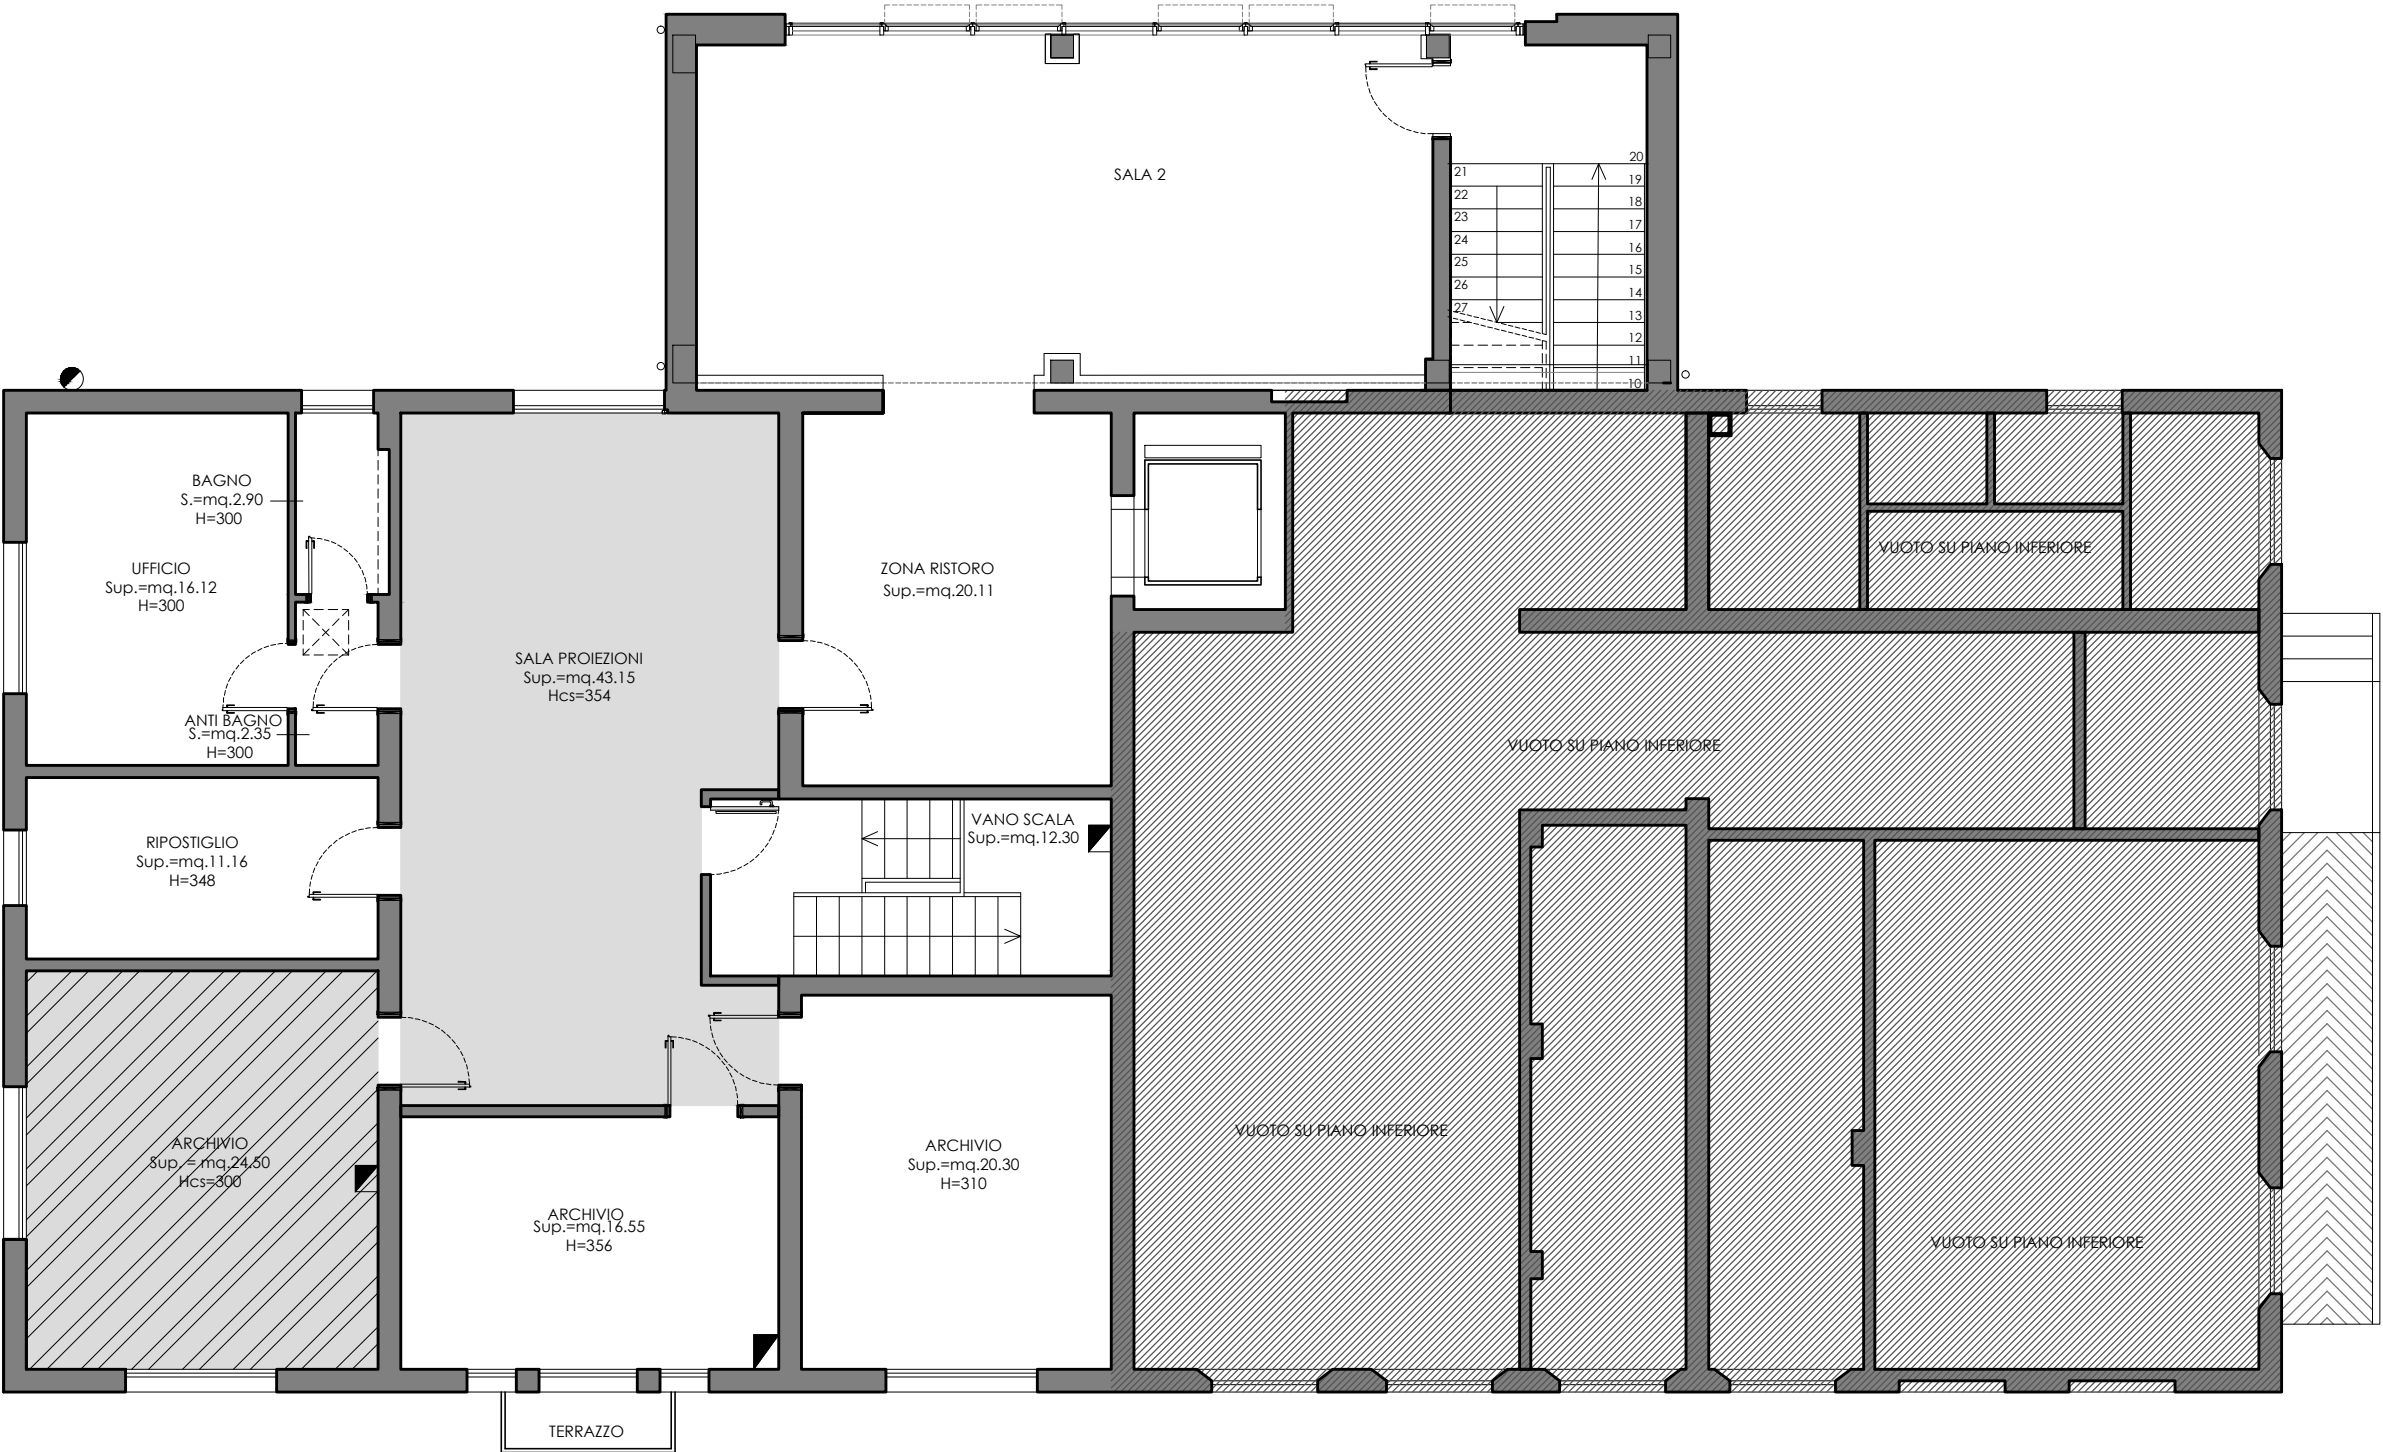 SALA 2
20
21
19
22
18
23
17
24
16
25
15
26
14
27
13
12
11
10
BAGNO
S.=mq.2.90
H=300
UFFICIO
Sup.=mq.16.12
H=300
ANTI BAGNO
S.=mq.2.35
H=300
SALA PROIEZIONI
Sup.=mq.43.15
Hcs=354
ZONA RISTORO
Sup.=mq.20.11
VUOTO SU PIANO INFERIORE
VUOTO SU PIANO INFERIORE
RIPOSTIGLIO
Sup.=mq.11.16
H=348
VANO SCALA
Sup.=mq.12.30
ARCHIVIO
Sup.= mq.24.50
Hcs=300
ARCHIVIO
Sup.=mq.16.55
H=356
ARCHIVIO
Sup.=mq.20.30
H=310
VUOTO SU PIANO INFERIORE
VUOTO SU PIANO INFERIORE
TERRAZZO